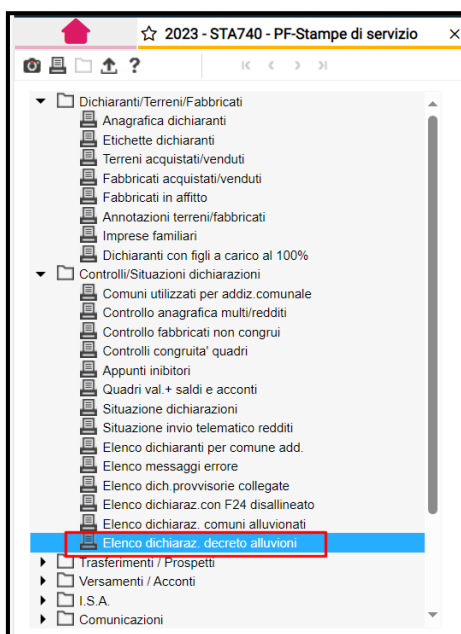 2023 - STA740 - PF-Stampe di servizio
?
Dichiaranti/Terreni/Fabbricati
Anagrafica dichiaranti
Etichette dichiaranti
Terreni acquistati/venduti
Fabbricati acquistati/venduti
Fabbricati in affitto
Annotazioni terreni/fabbricati
Imprese familiari
Dichiaranti con figli a carico al 100%
Controlli/Situazioni dichiarazioni
Comuni utilizzati per addiz.comunale
Controllo anagrafica multi/redditi
Controllo fabbricati non congrui
Controlli congruita' quadri
Appunti inibitori
Quadri val.+ saldi e acconti
Situazione dichiarazioni
Situazione invio telematico redditi
Elenco dichiaranti per comune add.
Elenco messaggi errore
Elenco dich.provvisorie collegate
Elenco dichiaraz.con F24 disallineato
Elenco dichiaraz. comuni alluvionati
Elenco dichiaraz. decreto alluvioni
Trasferimenti / Prospetti
Versamenti / Acconti
I.S.A.
Comunicazioni